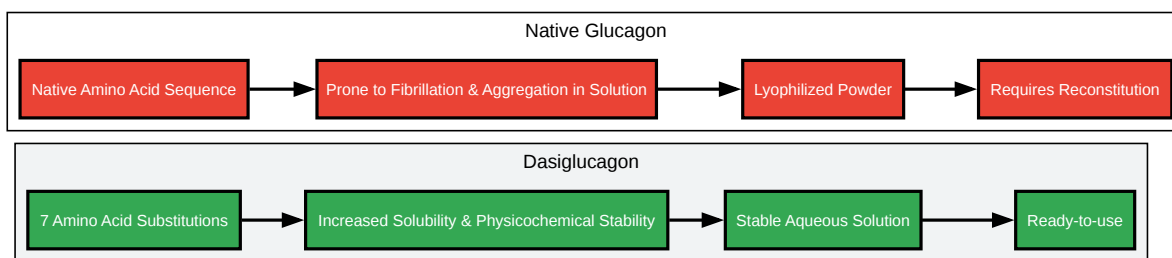 Native Glucagon
Native Amino Acid Sequence
Prone to Fibrillation & Aggregation in Solution
Lyophilized Powder
Requires Reconstitution
Dasiglucagon
7 Amino Acid Substitutions
Increased Solubility & Physicochemical Stability
Stable Aqueous Solution
Ready-to-use